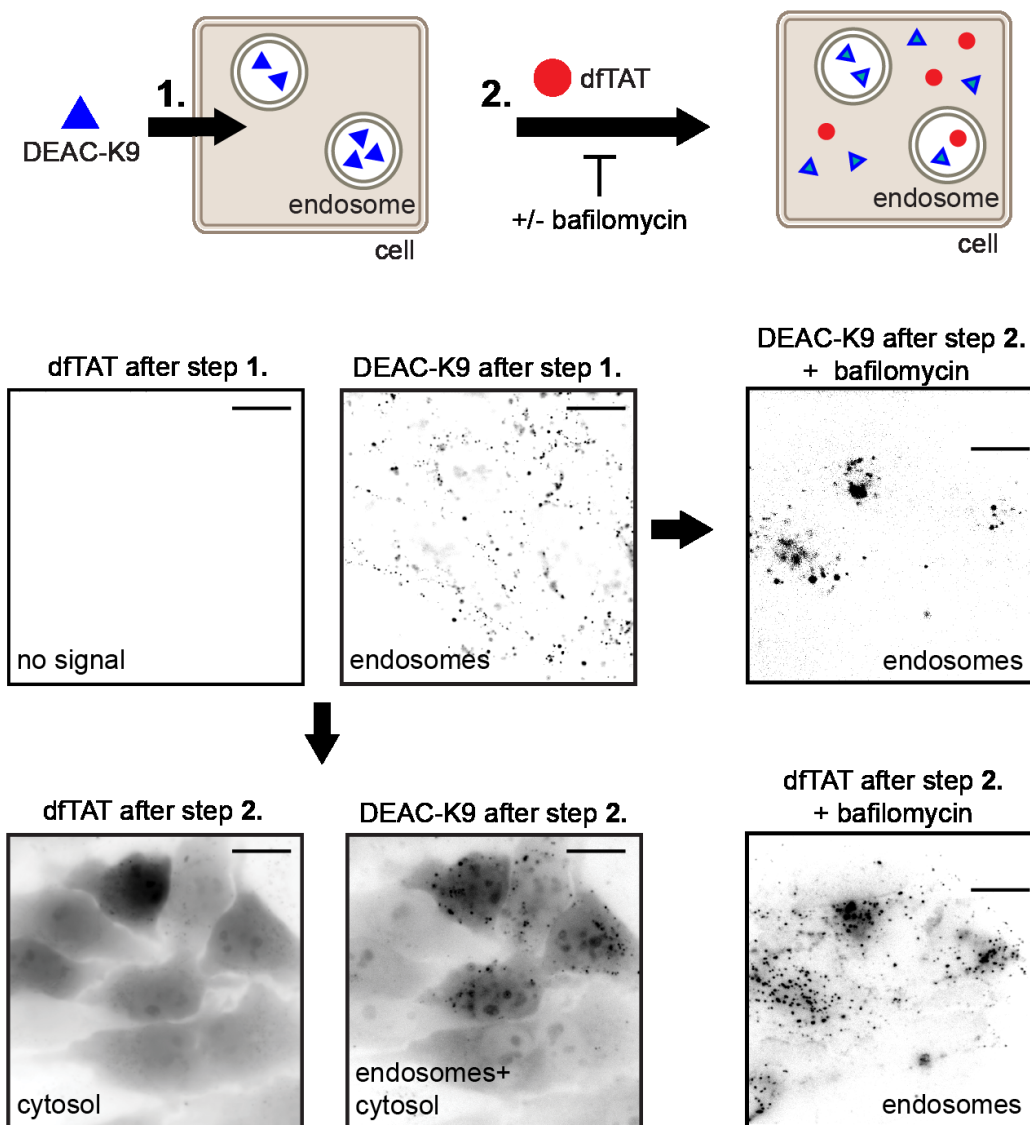 1.
DEAC-K9
endosome
cell
2.
dfTAT
+/- bafilomycin
endosome
cell
dfTAT after step 1.
no signal
DEAC-K9 after step 1.
endosomes
DEAC-K9 after step 2.
+ bafilomycin
endosomes
dfTAT after step 2.
cytosol
DEAC-K9 after step 2.
endosomes+
cytosol
dfTAT after step 2.
+ bafilomycin
endosomes